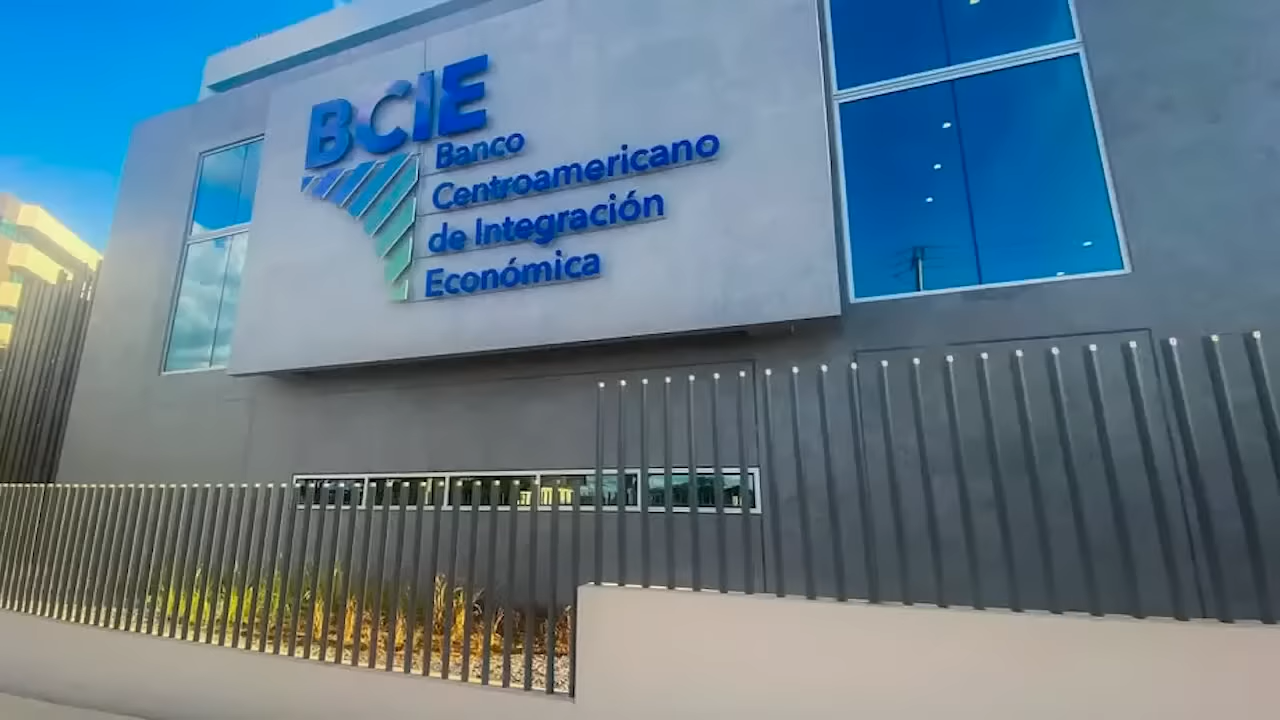 BCIE
Banco
Centroamericano
de Integración
Económica